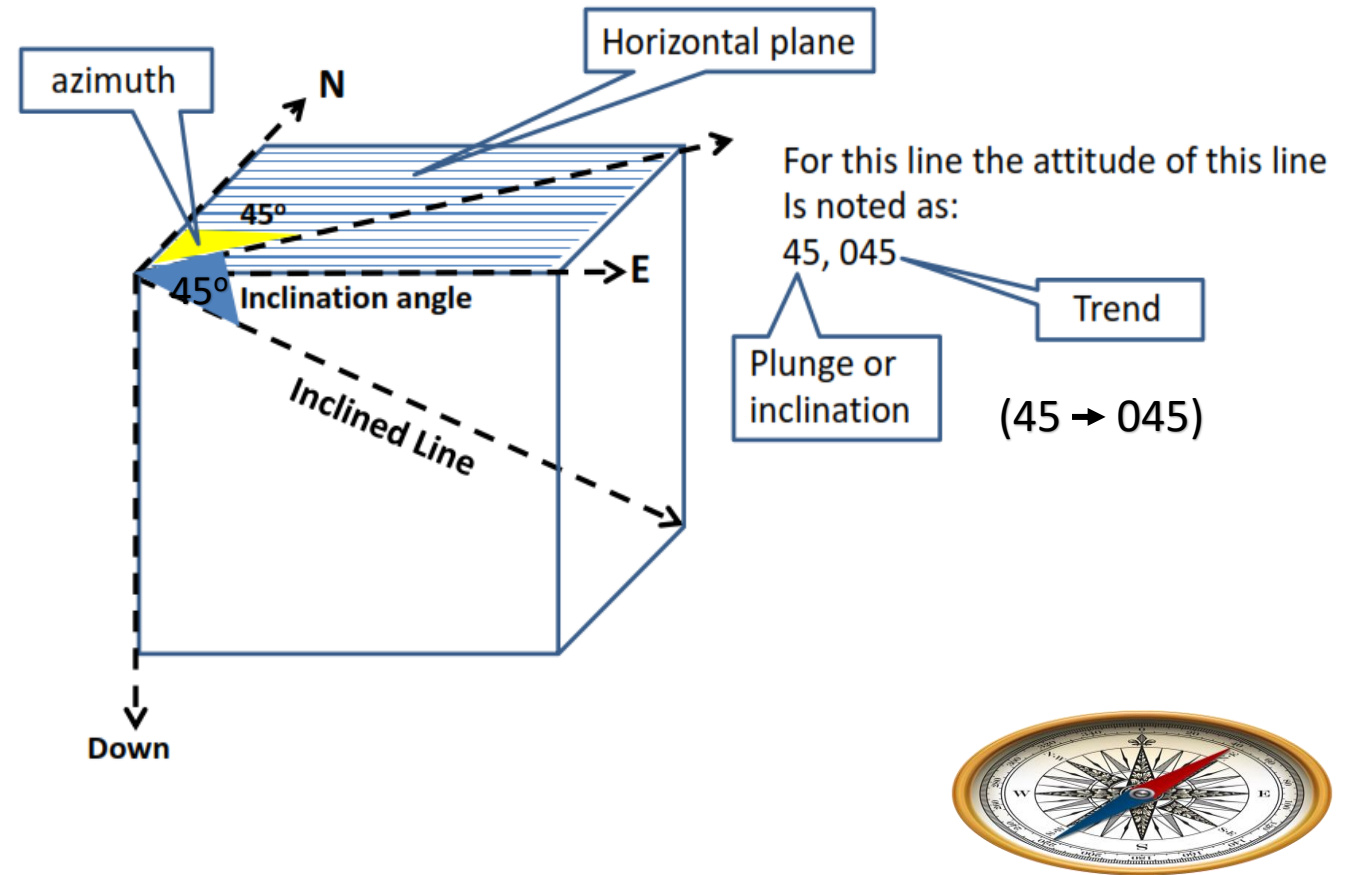 Horizontal plane
azimuth
N
For this line the attitude of this line
Is noted as:
45, 045
45º
E
45º Inclination angle
Trend
Plunge or
inclination
(45 → 045)
Inclined Line
Down
W
E
S